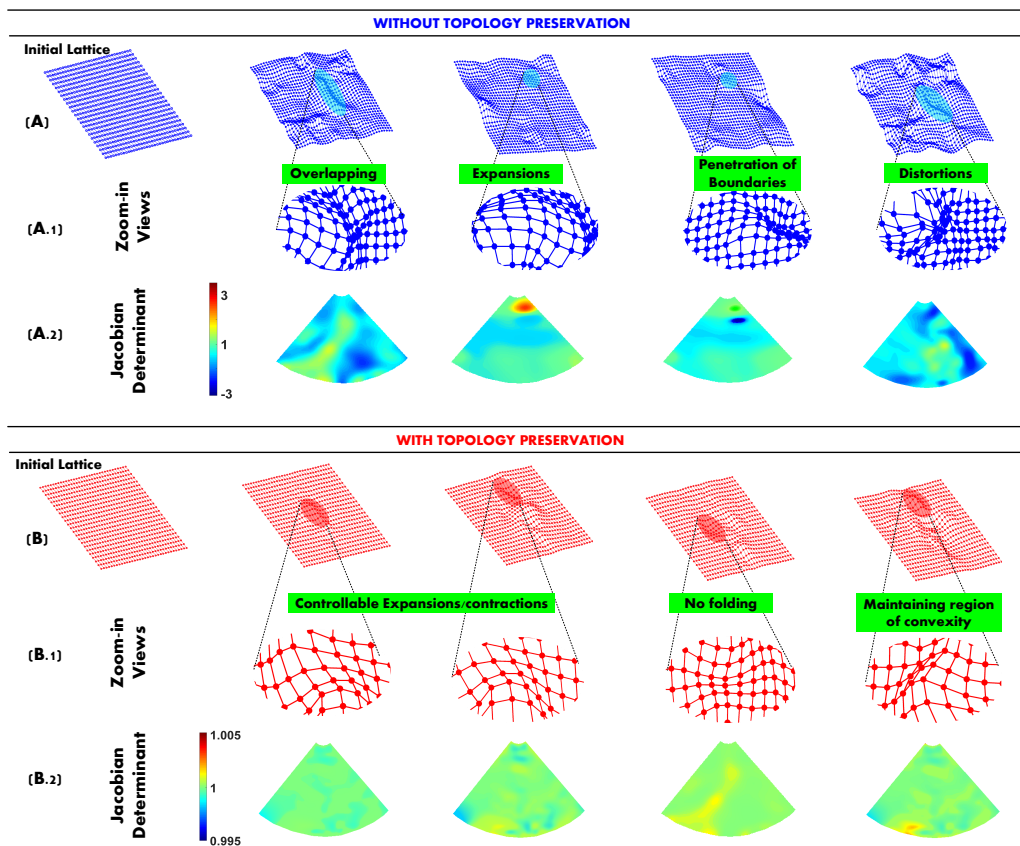 WITHOUT TOPOLOGY PRESERVATION
Initial Lattice
(A)
Overlapping
Expansions
Penetration of
Boundaries
Distortions
(A.1)
Zoom-in
Views
(A.2)
Jacobian
Determinant
3
1
-3
WITH TOPOLOGY PRESERVATION
Initial Lattice
(B)
Controllable Expansions/contractions
No folding
Maintaining region
of convexity
(B.1)
Zoom-in
Views
(B.2)
Jacobian
Determinant
1.005
1
0.995